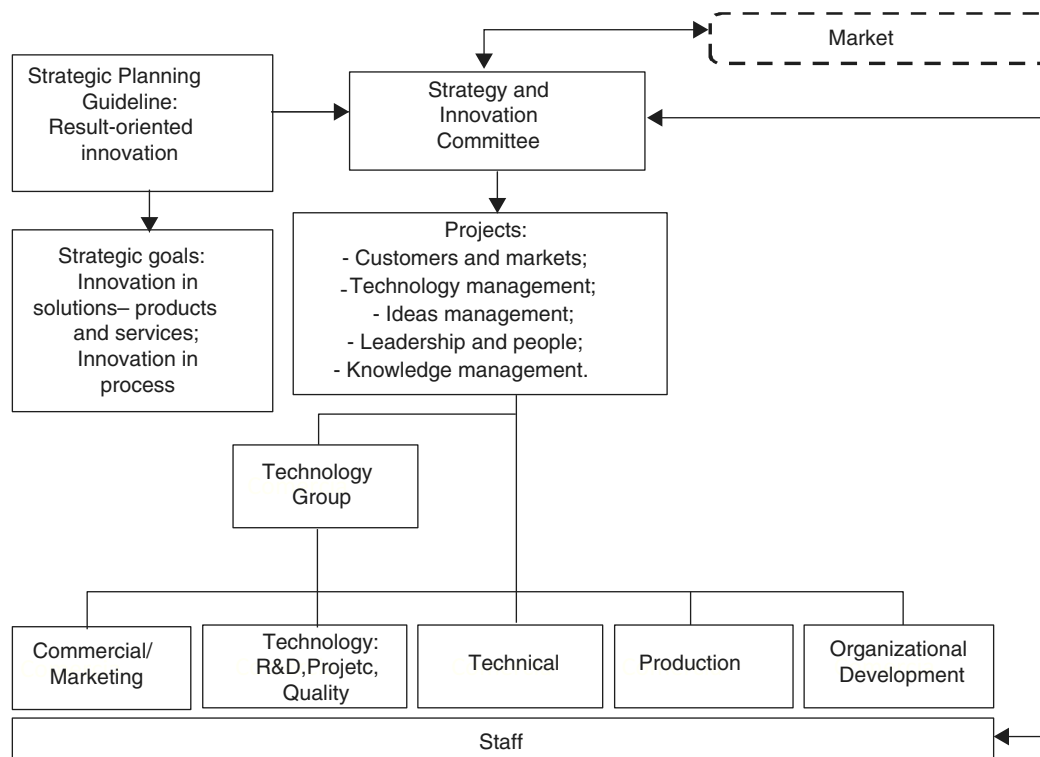 Market
Strategic Planning
Guideline:
Result-oriented
innovation
Strategy and
Innovation
Committee
Strategic goals:
Innovation in
solutions– products
and services;
Innovation in
process
Projects:
- Customers and markets;
- Technology management;
- Ideas management;
- Leadership and people;
- Knowledge management.
Technology
Group
Commercial/
Marketing
Technology:
R&D,Projetc,
Quality
Technical
Production
Organizational
Development
Staff